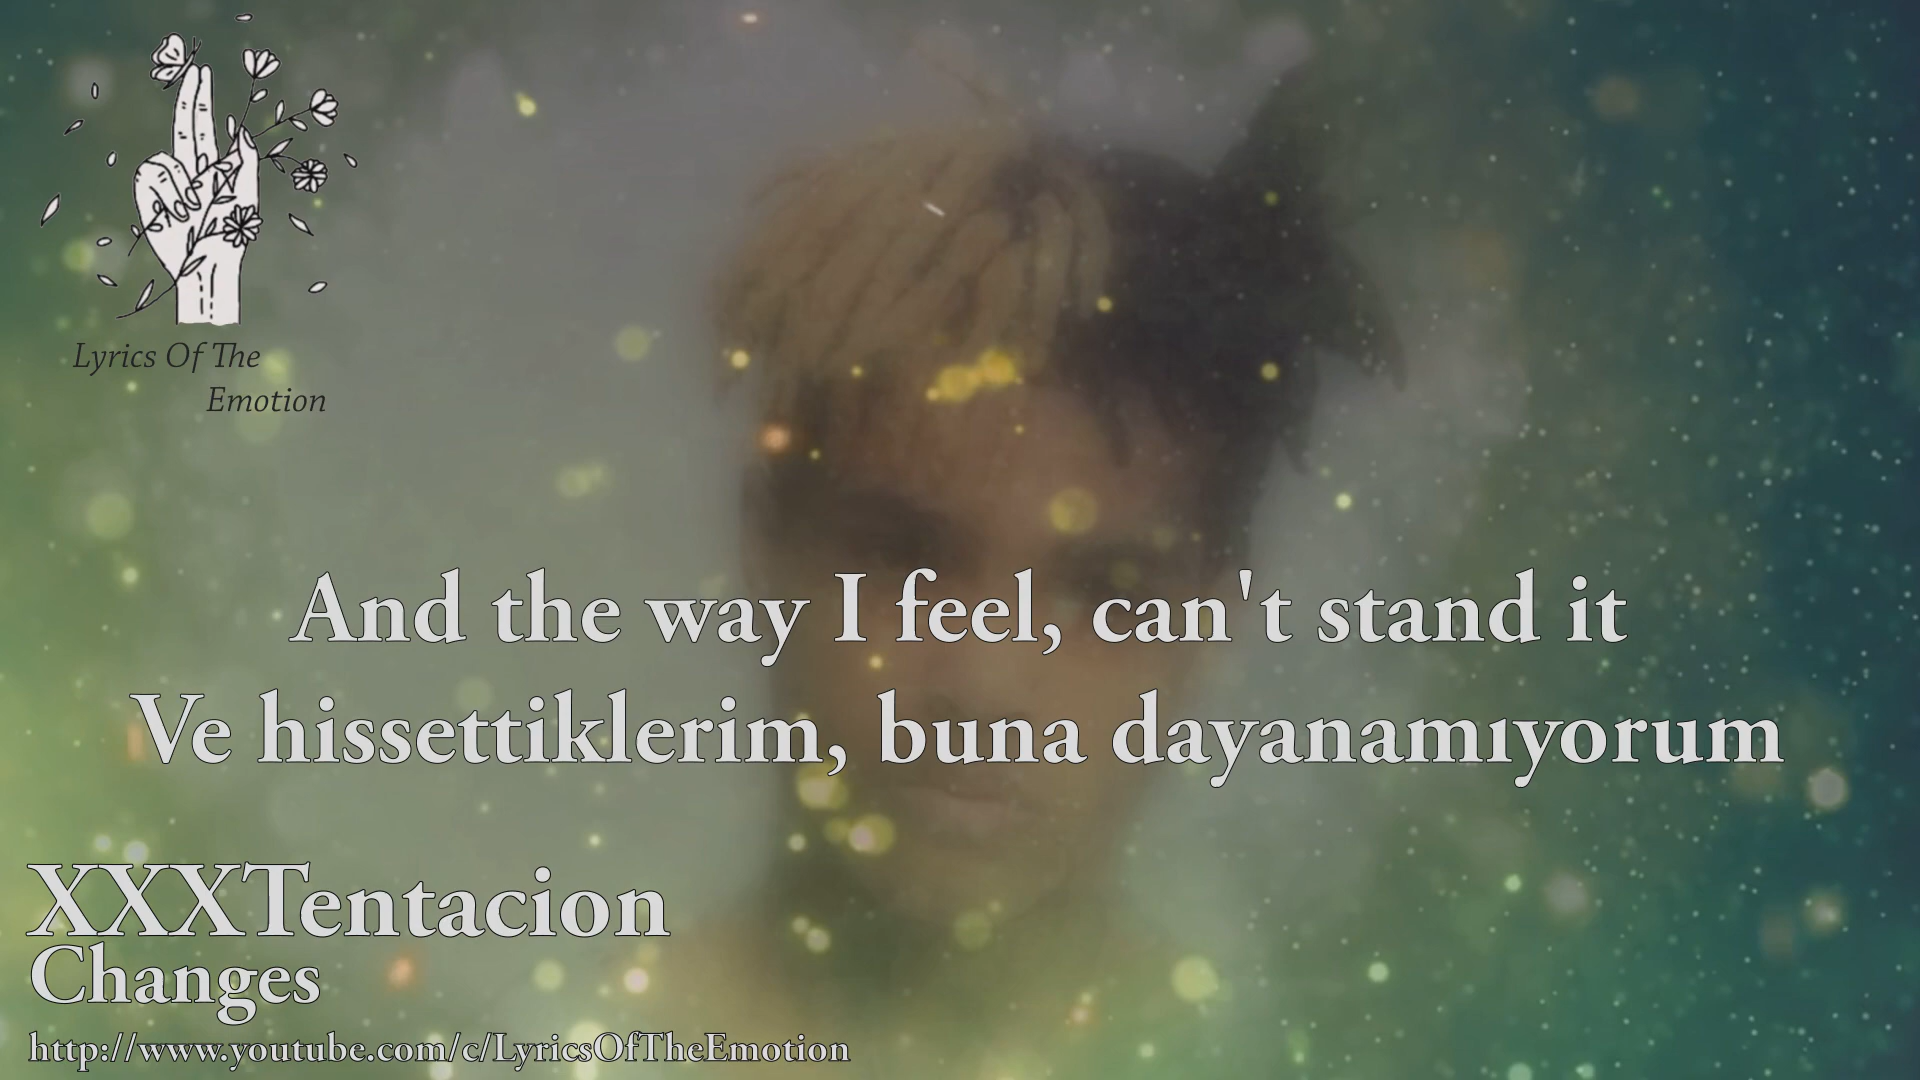 Lyrics Of The
Emotion
And the way I feel, can't stand it
Ve hissettiklerim, buna dayanamıyorum
XXXTentacion
Changes
http://www.youtube.com/c/LyricsOfTheEmotion